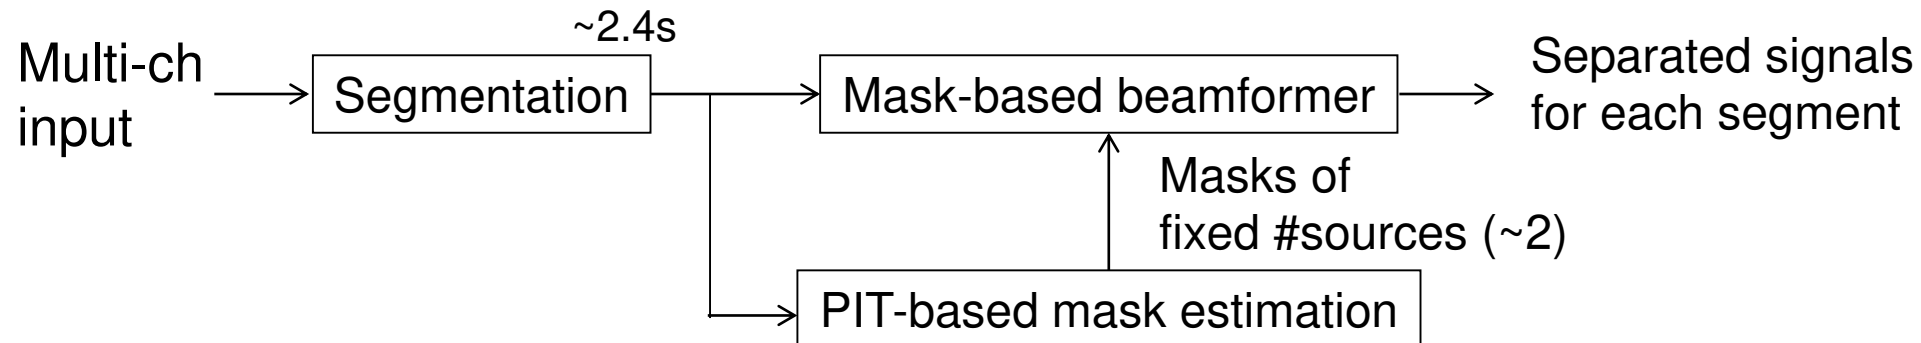 ~2.4s
Multi-ch
input
Segmentation
Mask-based beamformer
Separated signals
for each segment
Masks of
fixed #sources (~2)
PIT-based mask estimation